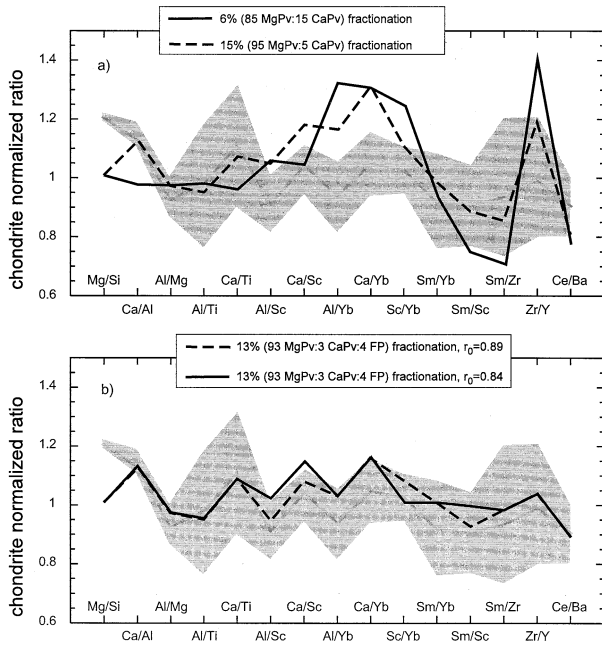 6% (85 MgPv:15 CaPv) fractionation
15% (95 MgPv:5 CaPv) fractionation
a)
chondrite normalized ratio
1.4
1.2
1
0.8
0.6
Mg/Si Al/Mg Ca/Ti Ca/Sc Ca/Yb Sm/Yb Sm/Zr Ce/Ba
Ca/Al Al/Ti Al/Sc Al/Yb Sc/Yb Sm/Sc Zr/Y
13% (93 MgPv:3 CaPv:4 FP) fractionation, r0=0.89
13% (93 MgPv:3 CaPv:4 FP) fractionation, r0=0.84
b)
chondrite normalized ratio
1.4
1.2
1
0.8
0.6
Mg/Si Al/Mg Ca/Ti Ca/Sc Ca/Yb Sm/Yb Sm/Zr Ce/Ba
Ca/Al Al/Ti Al/Sc Al/Yb Sc/Yb Sm/Sc Zr/Y